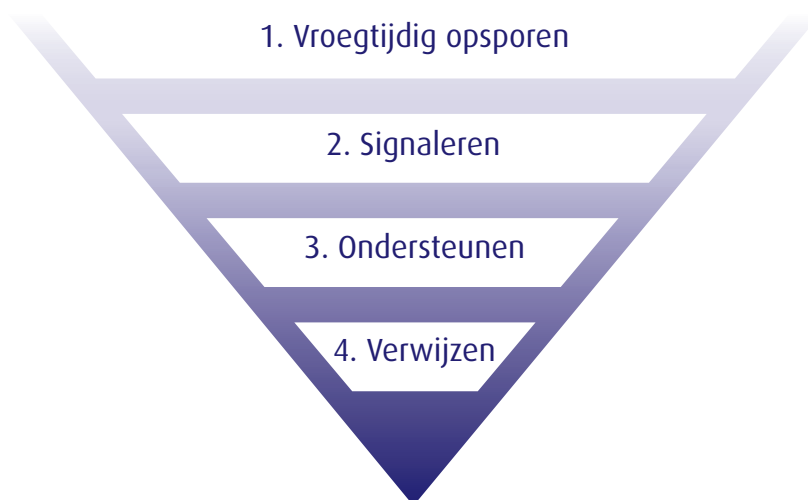 1. Vroegtijdig opsporen
2. Signaleren
3. Ondersteunen
4. Verwijzen